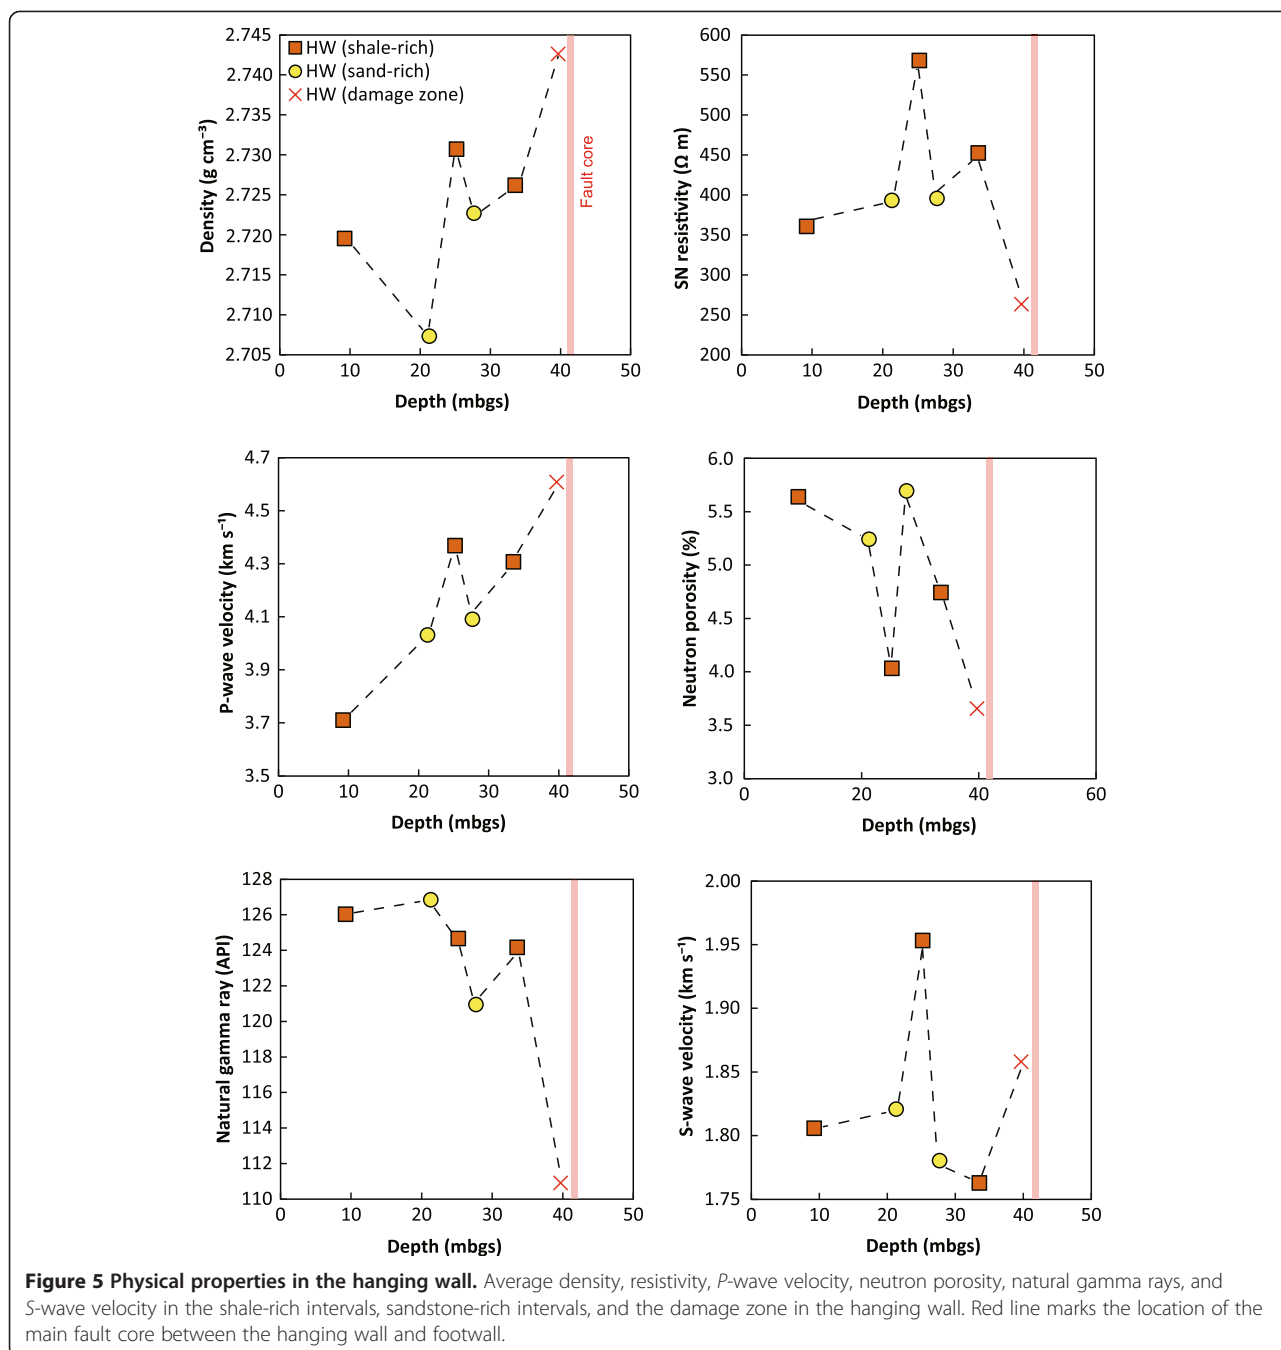 2.745
2.740
2.735
2.730
2.725
2.720
2.715
2.710
2.705
Density (g cm⁻³)
HW (shale-rich)
HW (sand-rich)
HW (damage zone)
Fault core
0 10 20 30 40 50
Depth (mbgs)
600
550
500
450
400
350
300
250
200
SN resistivity (Ω m)
0 10 20 30 40 50
Depth (mbgs)
4.7
4.5
4.3
4.1
3.9
3.7
3.5
P-wave velocity (km s⁻¹)
0 10 20 30 40 50
Depth (mbgs)
6.0
5.5
5.0
4.5
4.0
3.5
3.0
Neutron porosity (%)
0 20 40 60
Depth (mbgs)
128
126
124
122
120
118
116
114
112
110
Natural gamma ray (API)
0 10 20 30 40 50
Depth (mbgs)
2.00
1.95
1.90
1.85
1.80
1.75
S-wave velocity (km s⁻¹)
0 10 20 30 40 50
Depth (mbgs)
Figure 5 Physical properties in the hanging wall. Average density, resistivity, P-wave velocity, neutron porosity, natural gamma rays, and
S-wave velocity in the shale-rich intervals, sandstone-rich intervals, and the damage zone in the hanging wall. Red line marks the location of the
main fault core between the hanging wall and footwall.